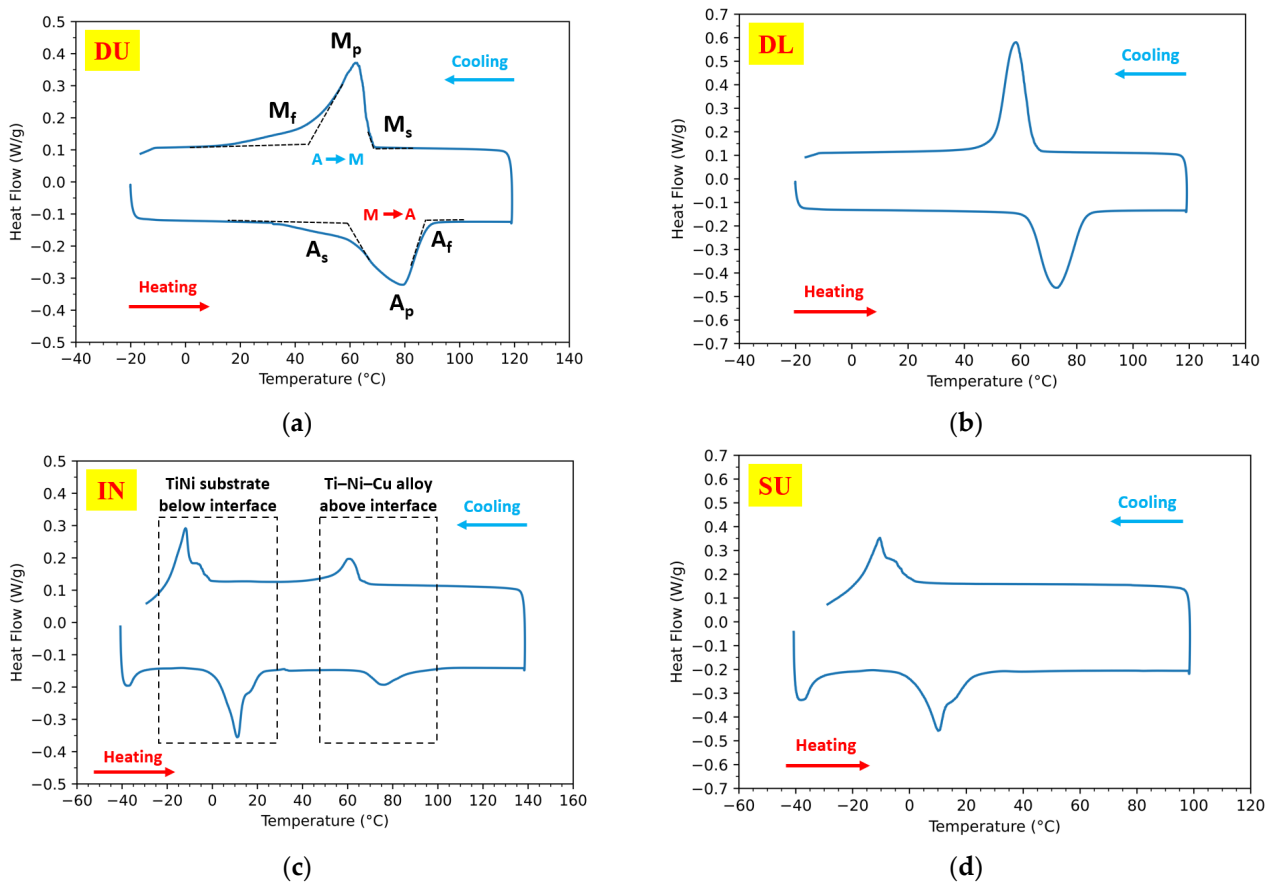 DU
0.5
0.4
0.3
0.2
0.1
0.0
−0.1
−0.2
−0.3
−0.4
−0.5
Heat Flow (W/g)
Mp
Cooling
Mf
Ms
A M
M A
As
Af
Ap
Heating
−40 −20 0 20 40 60 80 100 120 140
Temperature (°C)
(a)
DL
0.7
0.6
0.5
0.4
0.3
0.2
0.1
0.0
−0.1
−0.2
−0.3
−0.4
−0.5
−0.6
−0.7
Heat Flow (W/g)
Cooling
Heating
−40 −20 0 20 40 60 80 100 120 140
Temperature (°C)
(b)
IN
0.5
0.4
0.3
0.2
0.1
0.0
−0.1
−0.2
−0.3
−0.4
−0.5
Heat Flow (W/g)
TiNi substrate
below interface
Ti–Ni–Cu alloy
above interface
Cooling
Heating
−60 −40 −20 0 20 40 60 80 100 120 140 160
Temperature (°C)
(c)
SU
0.7
0.6
0.5
0.4
0.3
0.2
0.1
0.0
−0.1
−0.2
−0.3
−0.4
−0.5
−0.6
−0.7
Heat Flow (W/g)
Cooling
Heating
−60 −40 −20 0 20 40 60 80 100 120
Temperature (°C)
(d)